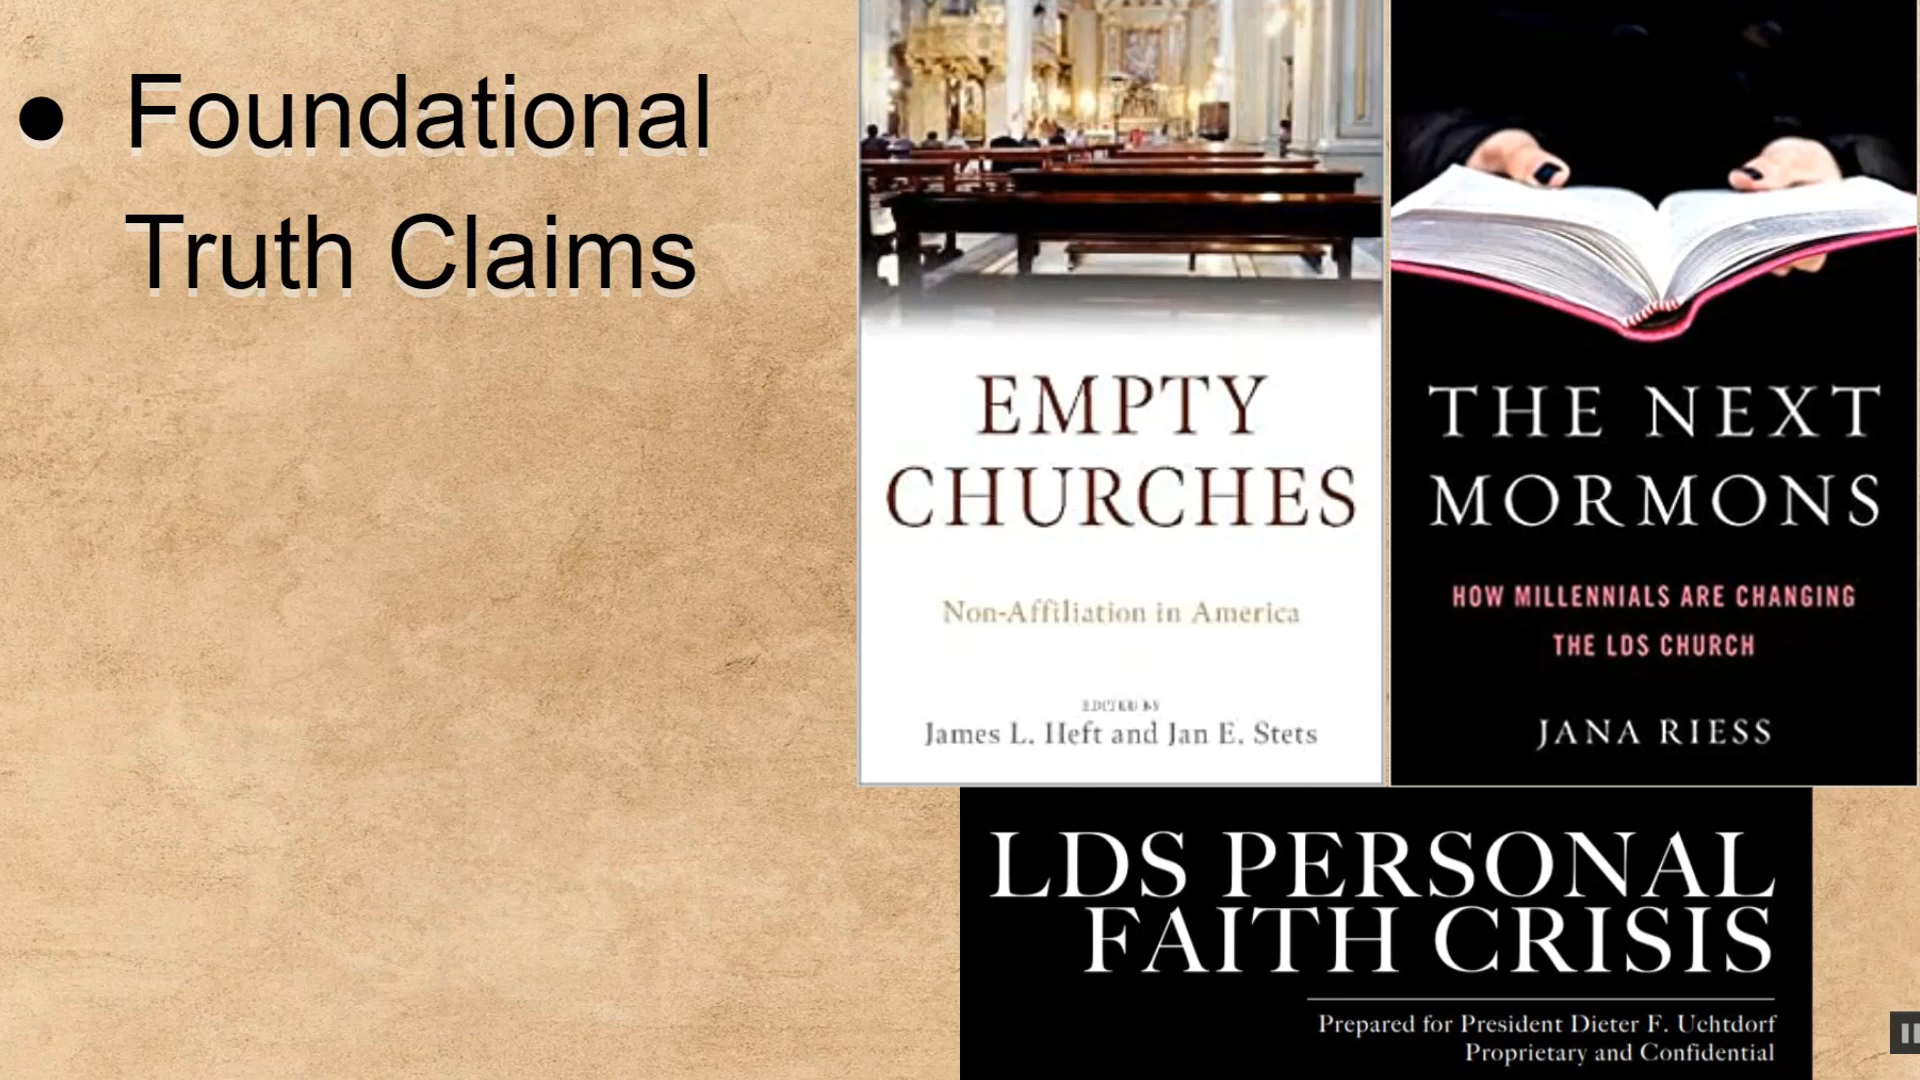 ● Foundational
Truth Claims
EMPTY
CHURCHES
Non-Affiliation in America
EDITED BY
James L. Heft and Jan E. Stets
THE NEXT
MORMONS
HOW MILLENNIALS ARE CHANGING
THE LDS CHURCH
JANA RIESS
LDS PERSONAL
FAITH CRISIS
Prepared for President Dieter F. Uchtdorf
Proprietary and Confidential